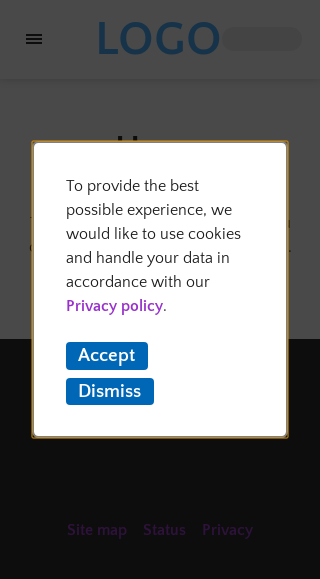 LOGO
To provide the best
possible experience, we
would like to use cookies
and handle your data in
accordance with our
Privacy policy.
Accept
Dismiss
Site map Status Privacy